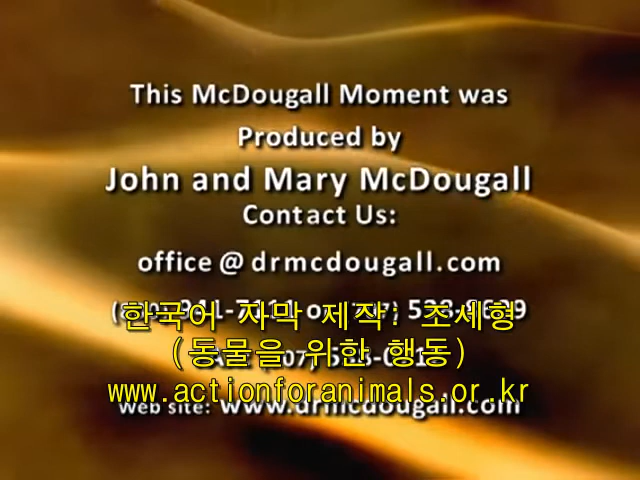 This McDougall Moment was
Produced by
John and Mary McDougall
Contact Us:
office @ drmcdougall.com
한국어 자막 제작: 조세형
(동물을 위한 행동)
www.actionforanimals.or.kr
Web site: www.drmcdougall.com